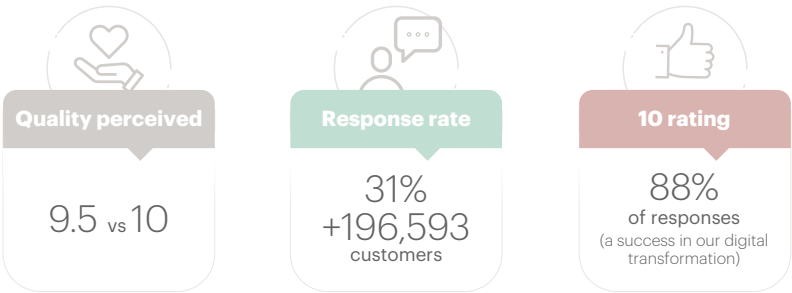 Quality perceived
9.5 vs 10
Response rate
31%
+196,593
customers
10 rating
88%
of responses
(a success in our digital
transformation)